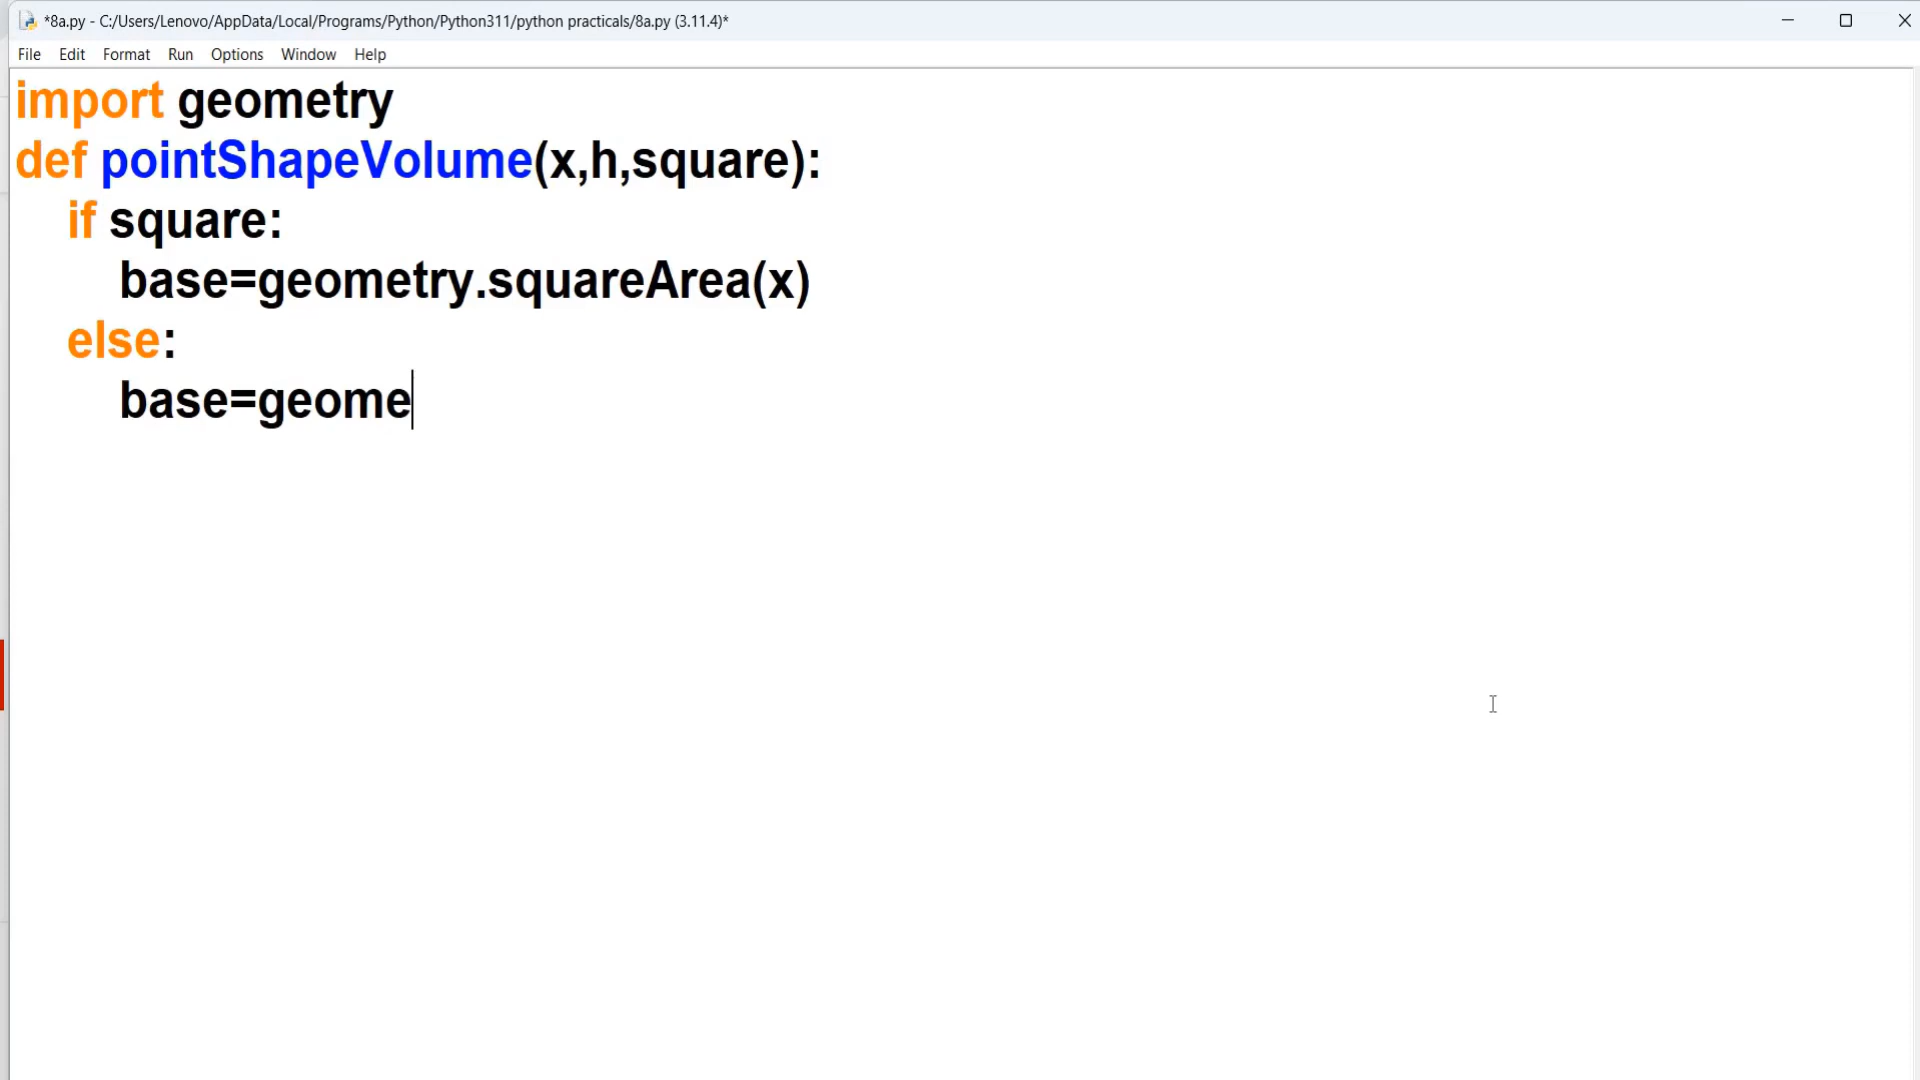 *8a.py - C:/Users/Lenovo/AppData/Local/Programs/Python/Python311/python practicals/8a.py (3.11.4)*
File Edit Format Run Options Window Help
import geometry
def pointShapeVolume(x,h,square):
    if square:
        base=geometry.squareArea(x)
    else:
        base=geome